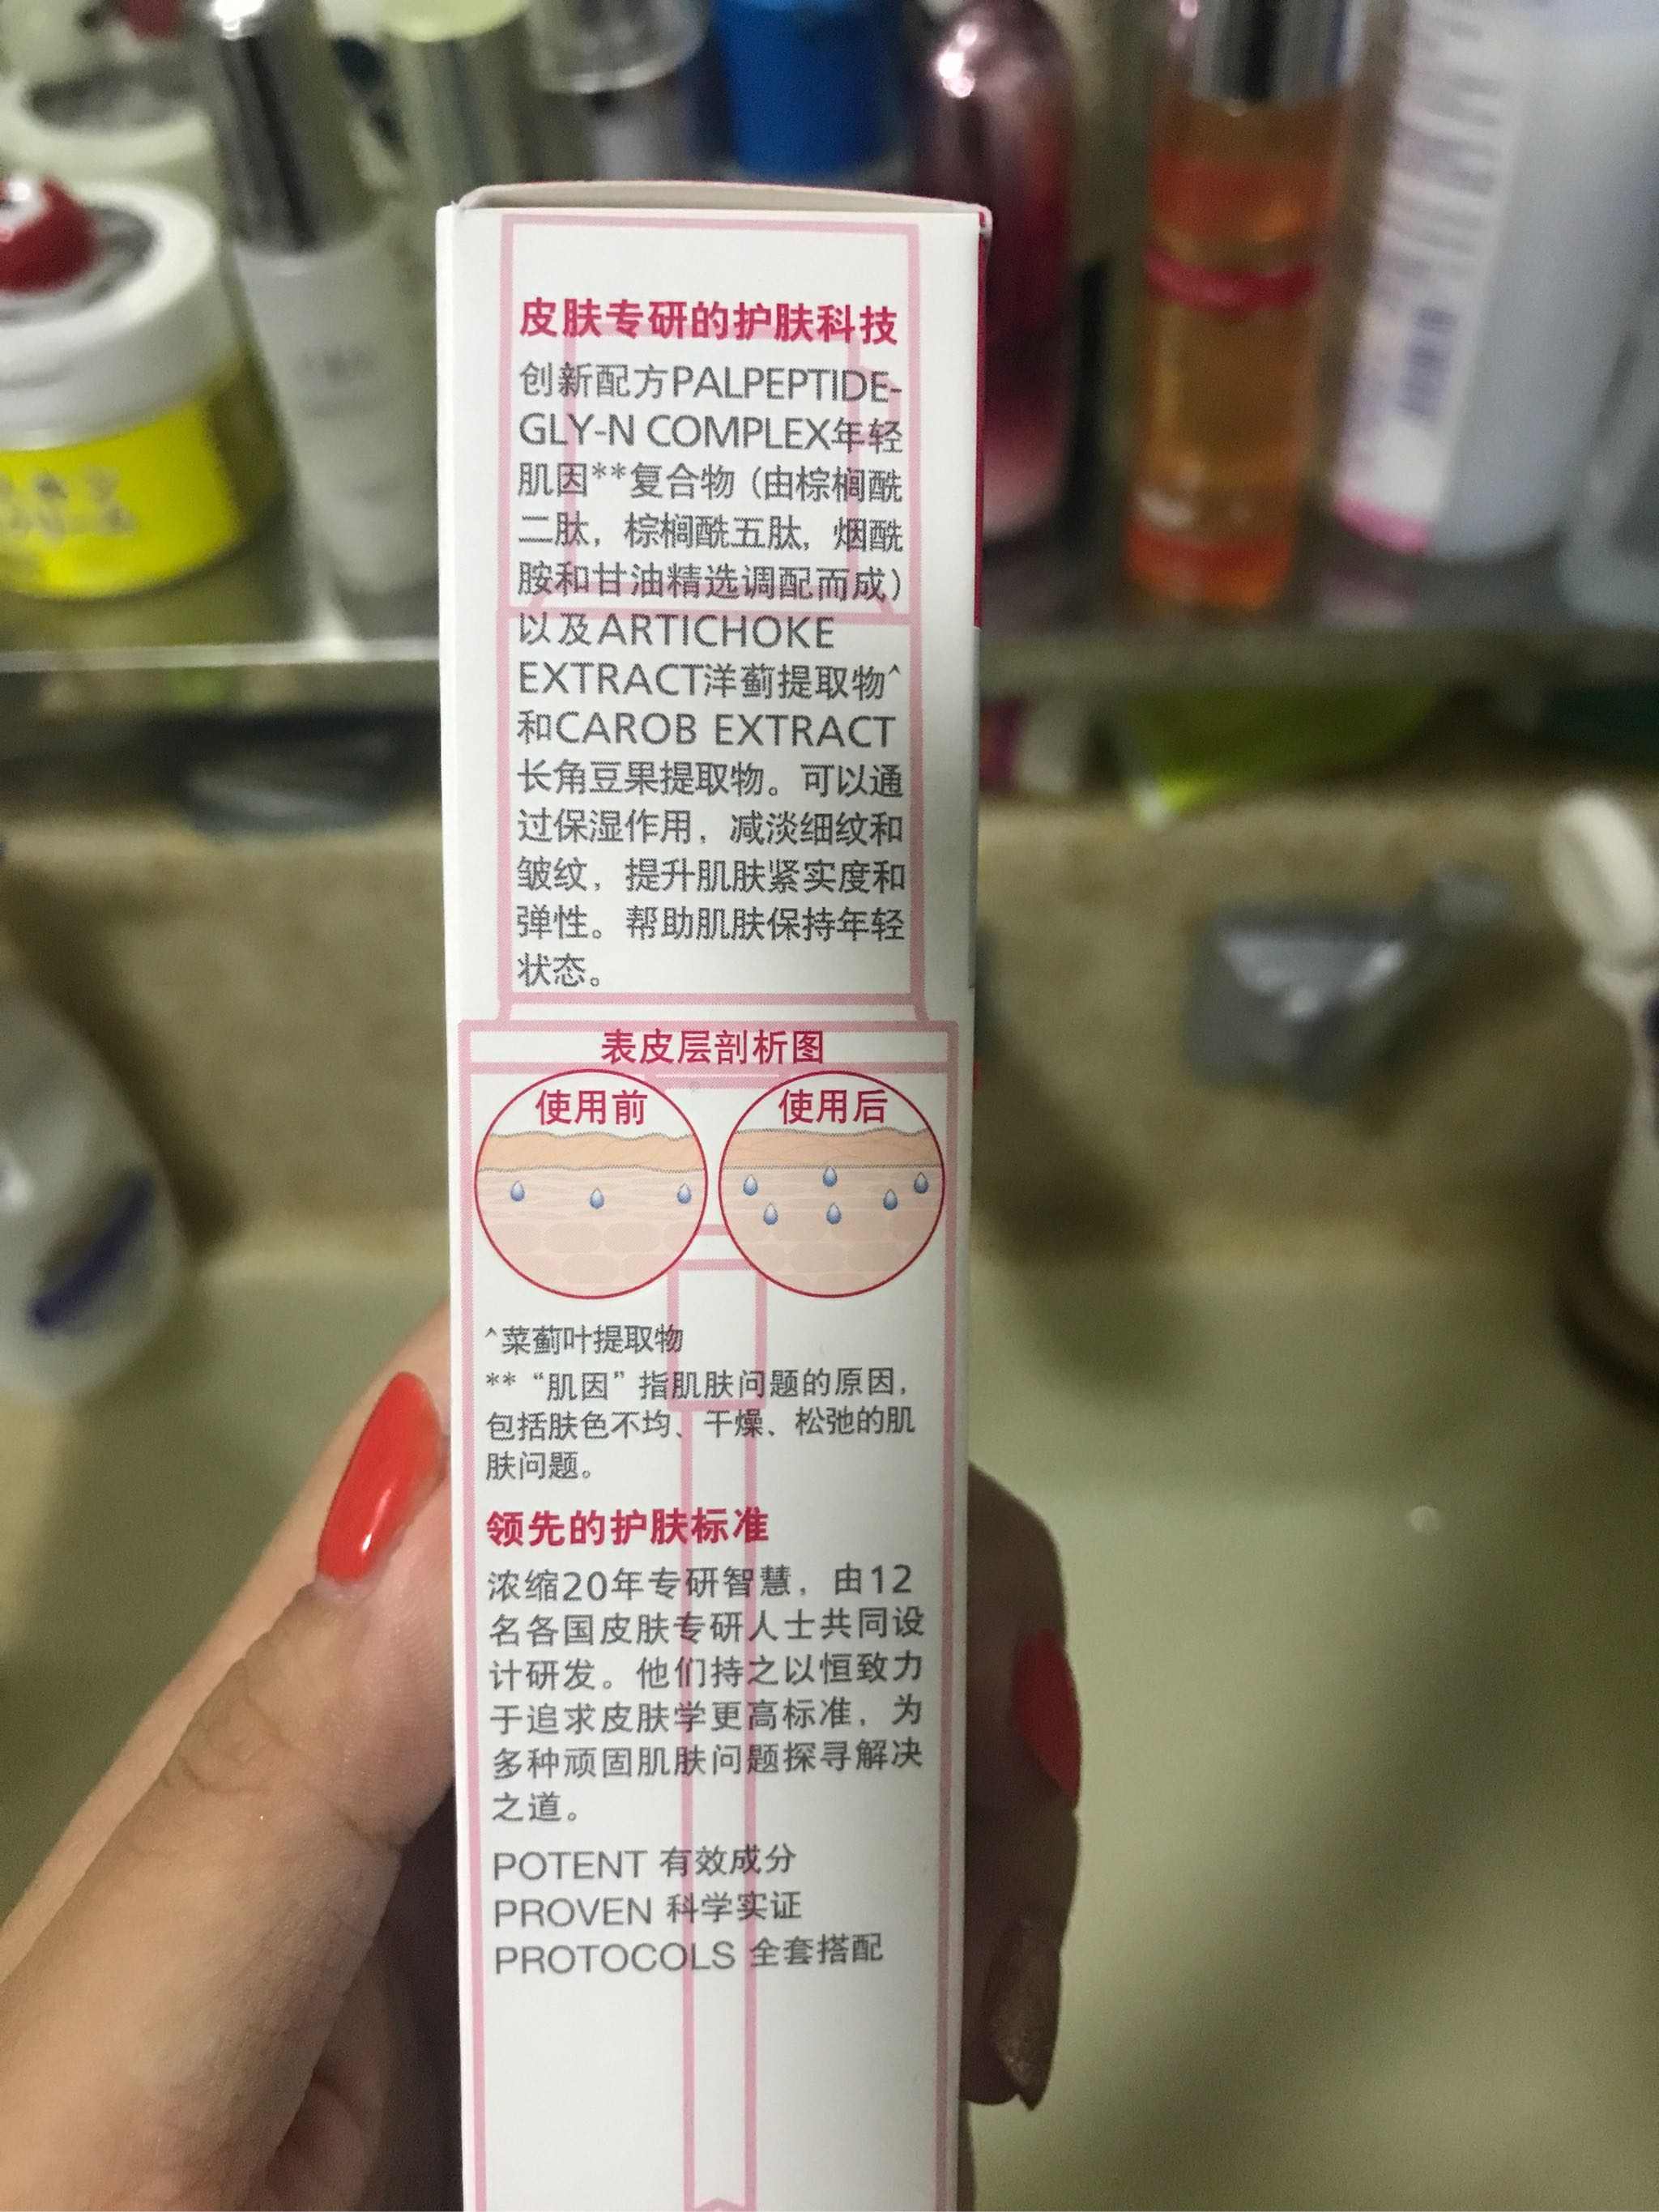 皮肤专研的护肤科技
创新配方PALPEPTIDE-
GLY-N COMPLEX年轻
肌因**复合物（由棕榈酰
二肽，棕榈酰五肽，烟酰
胺和甘油精选调配而成）
以及ARTICHOKE
EXTRACT洋蓟提取物^
和CAROB EXTRACT
长角豆果提取物。可以通
过保湿作用，减淡细纹和
皱纹，提升肌肤紧实度和
弹性。帮助肌肤保持年轻
状态。
表皮层剖析图
使用前
使用后
^菜蓟叶提取物
**“肌因”指肌肤问题的原因，
包括肤色不均、干燥、松弛的肌
肤问题。
领先的护肤标准
浓缩20年专研智慧，由12
名各国皮肤专研人士共同设
计研发。他们持之以恒致力
于追求皮肤学更高标准，为
多种顽固肌肤问题探寻解决
之道。
POTENT 有效成分
PROVEN 科学实证
PROTOCOLS 全套搭配